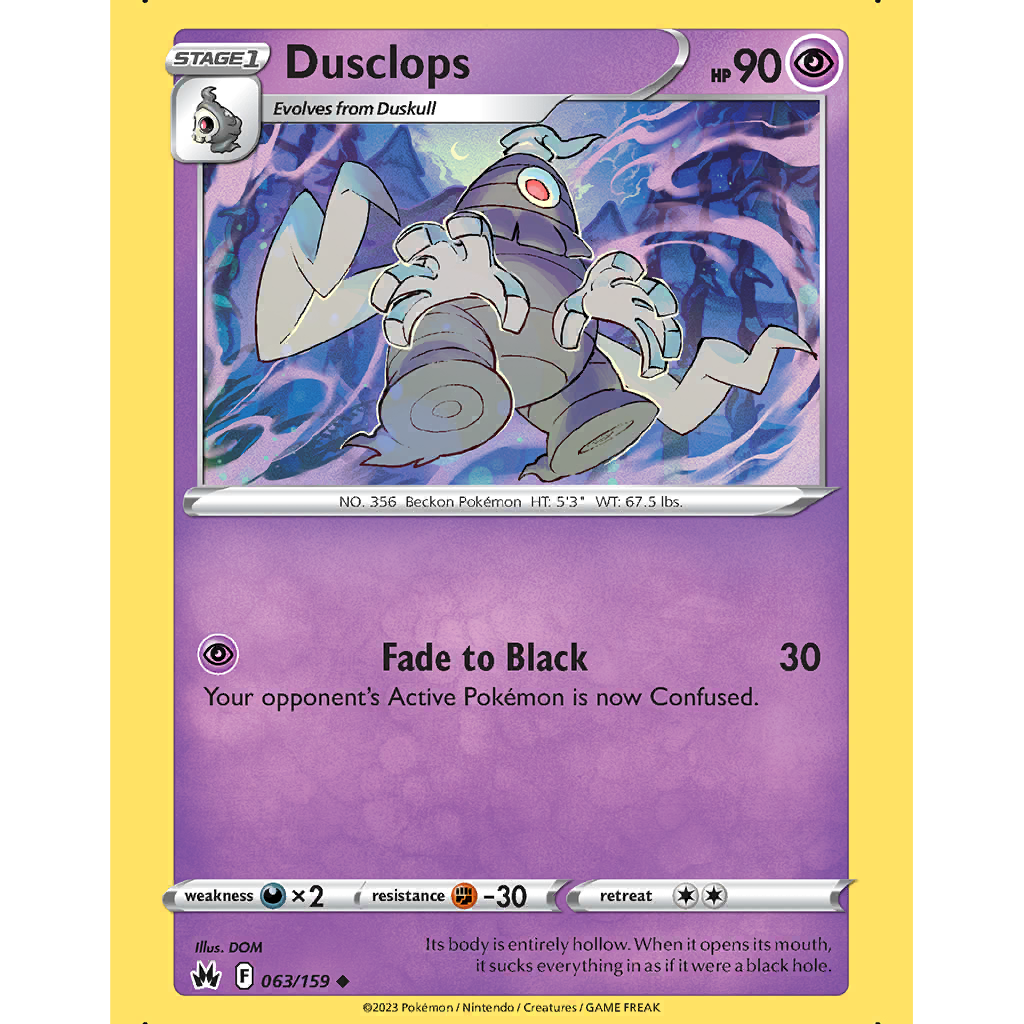 STAGE1
Dusclops
HP 90
Evolves from Duskull
NO. 356 Beckon Pokémon HT: 5'3" WT: 67.5 lbs.
Fade to Black 30
Your opponent's Active Pokémon is now Confused.
weakness ×2 resistance -30 retreat
Illus. DOM
Its body is entirely hollow. When it opens its mouth,
it sucks everything in as if it were a black hole.
F 063/159
©2023 Pokémon / Nintendo / Creatures / GAME FREAK